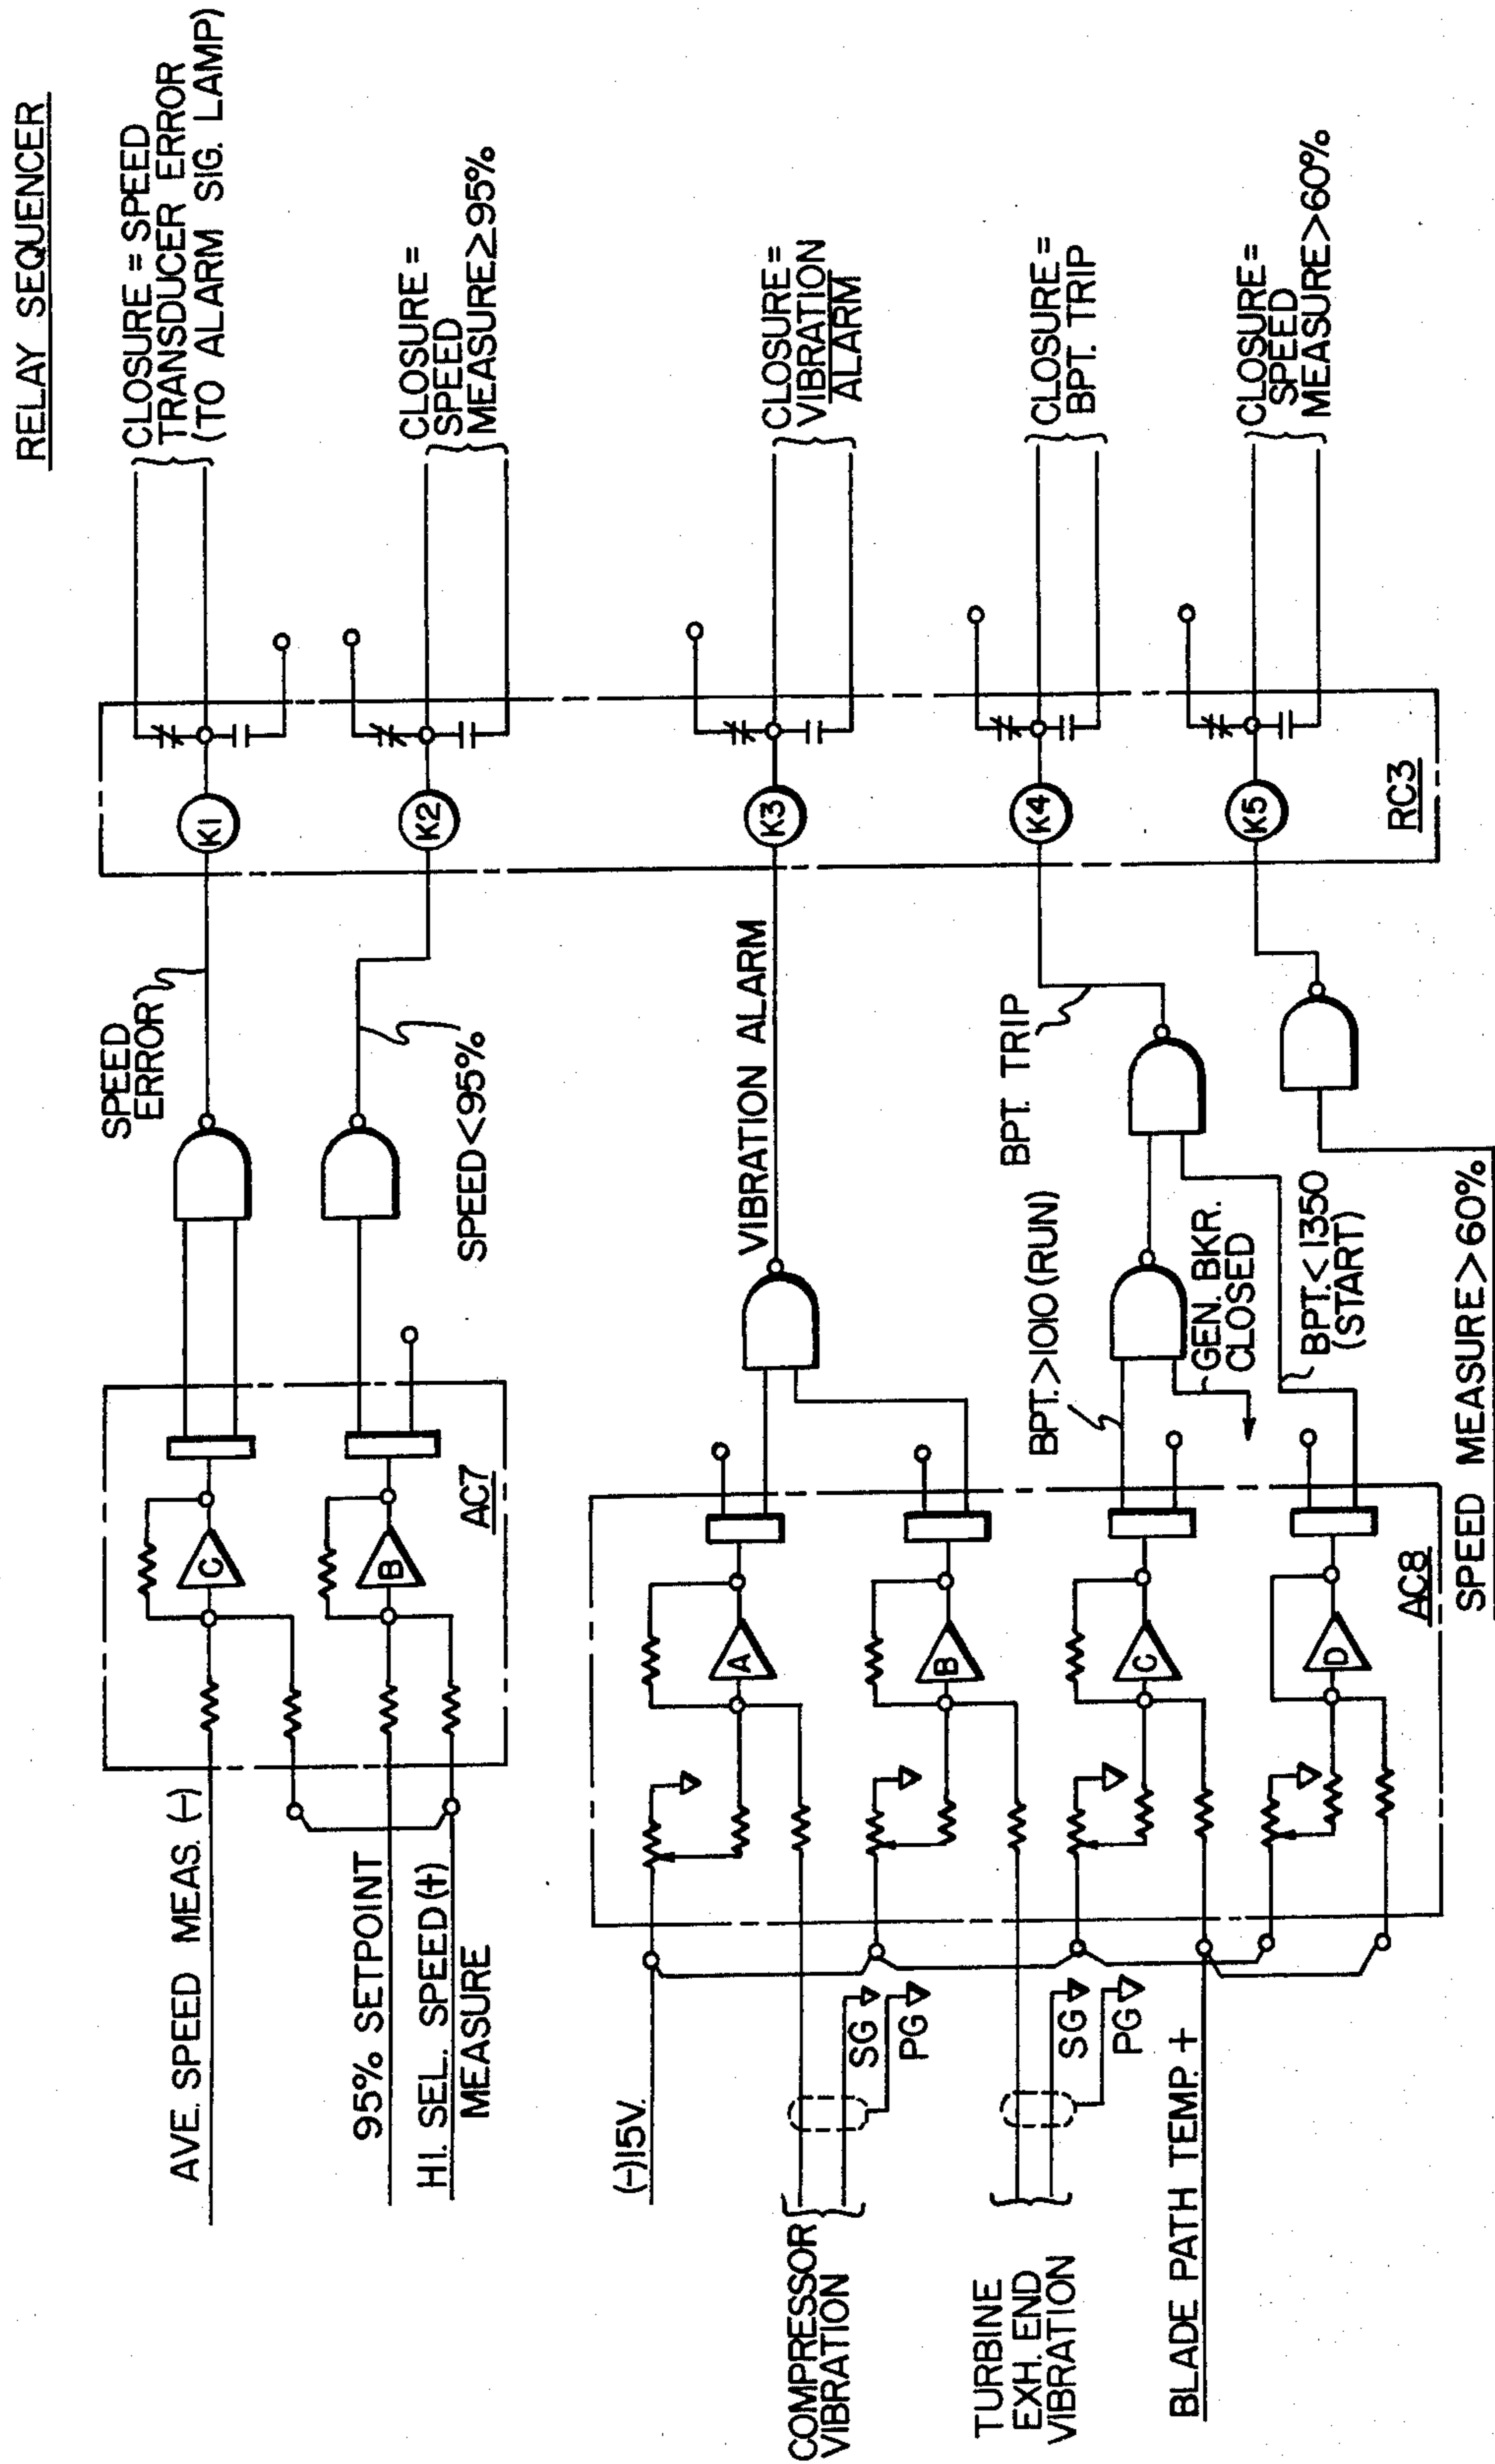 RELAY SEQUENCER
CLOSURE = SPEED
TRANSDUCER ERROR
(TO ALARM SIG. LAMP)
CLOSURE =
SPEED
MEASURE≥95%
CLOSURE=
VIBRATION
ALARM
CLOSURE=
BPT. TRIP
CLOSURE=
SPEED
MEASURE>60%
K1
K2
K3
K4
K5
RC3
SPEED
ERROR
SPEED<95%
VIBRATION ALARM
BPT. TRIP
BPT.>1010(RUN)
GEN. BKR.
CLOSED
BPT.<1350
(START)
SPEED MEASURE>60%
C
B
AC7
A
B
C
D
AC8
AVE. SPEED MEAS. (-)
95% SETPOINT
HI. SEL. SPEED(+)
MEASURE
(-)15V.
SG
PG
SG
PG
COMPRESSOR
VIBRATION
TURBINE
EXH. END
VIBRATION
BLADE PATH TEMP. +